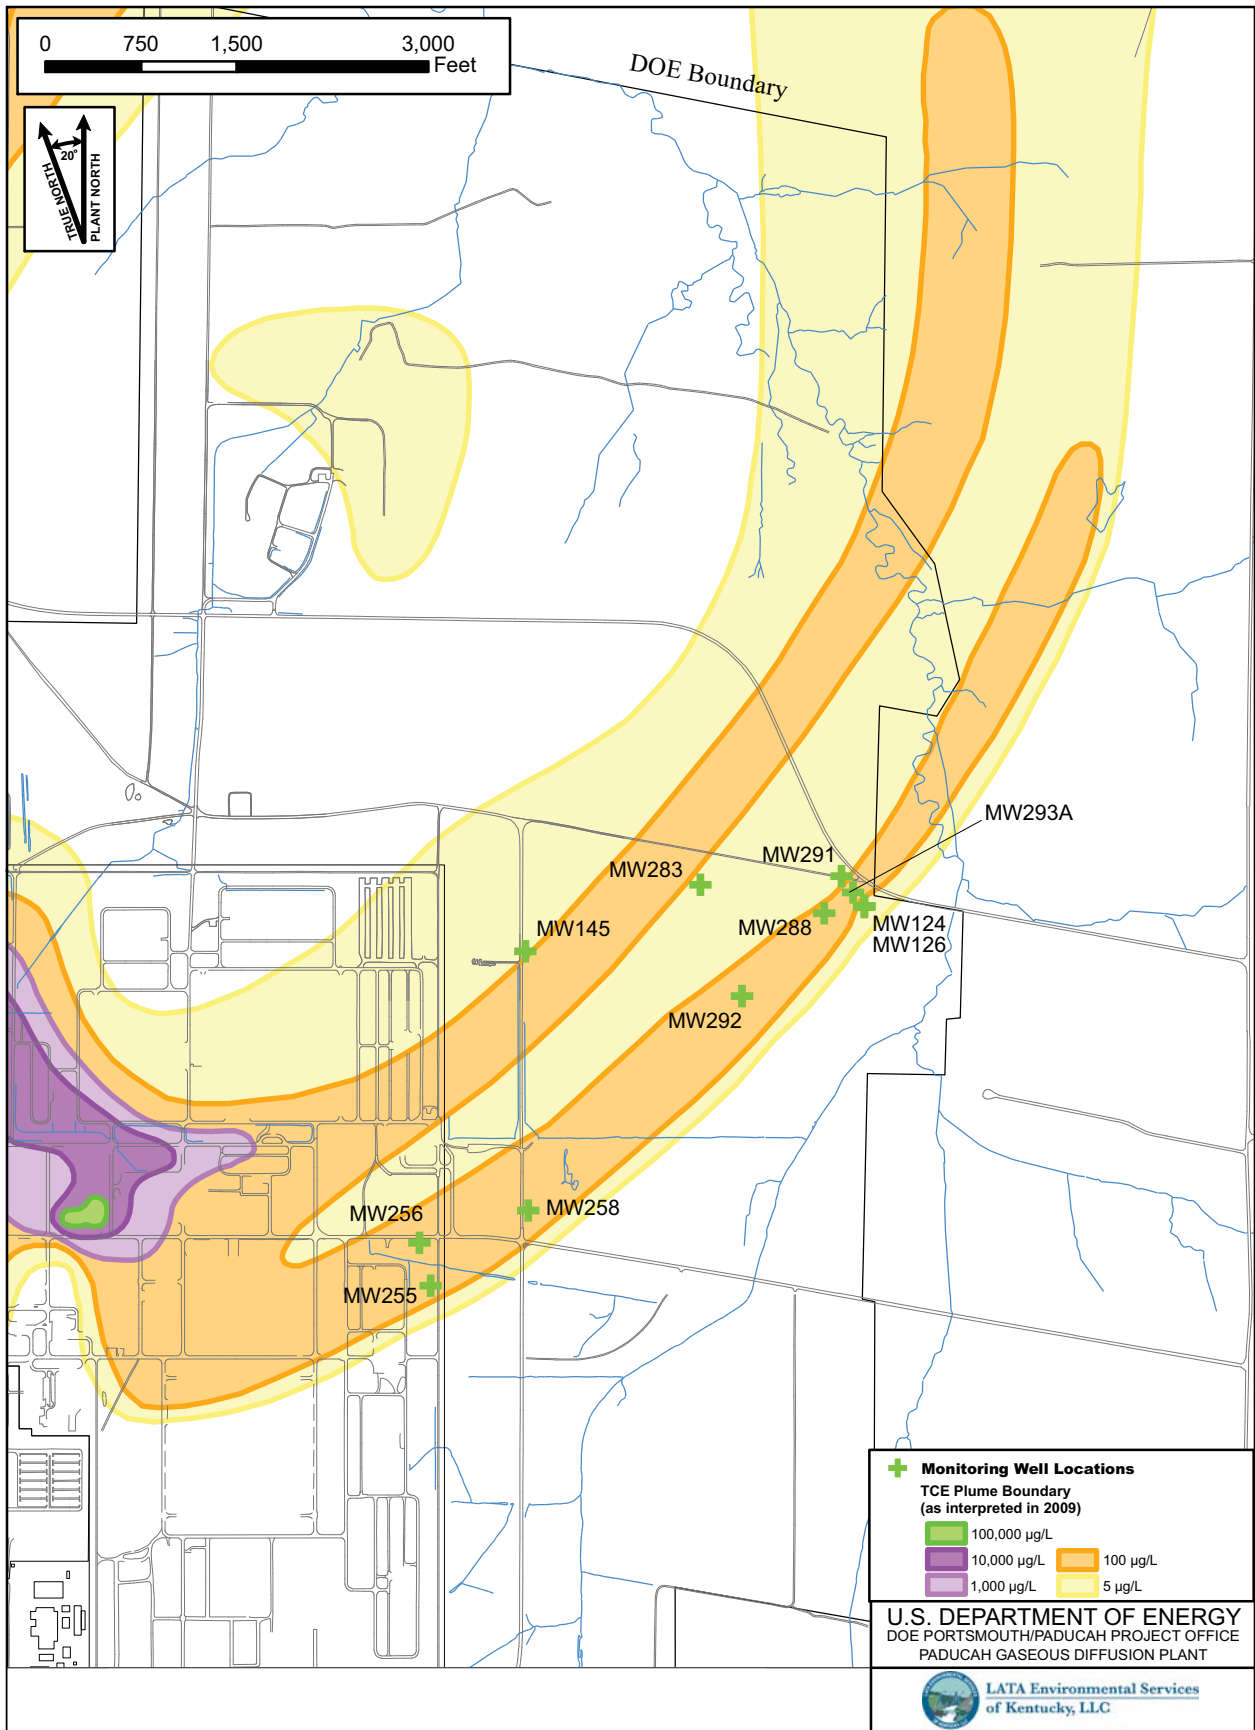 0 750 1,500 3,000
Feet
DOE Boundary
20°
TRUE NORTH
PLANT NORTH
MW293A
MW291
MW283
MW145
MW288
MW124
MW126
MW292
MW256
MW258
MW255
Monitoring Well Locations
TCE Plume Boundary
(as interpreted in 2009)
100,000 µg/L
10,000 µg/L 100 µg/L
1,000 µg/L 5 µg/L
U.S. DEPARTMENT OF ENERGY
DOE PORTSMOUTH/PADUCAH PROJECT OFFICE
PADUCAH GASEOUS DIFFUSION PLANT
LATA Environmental Services
of Kentucky, LLC